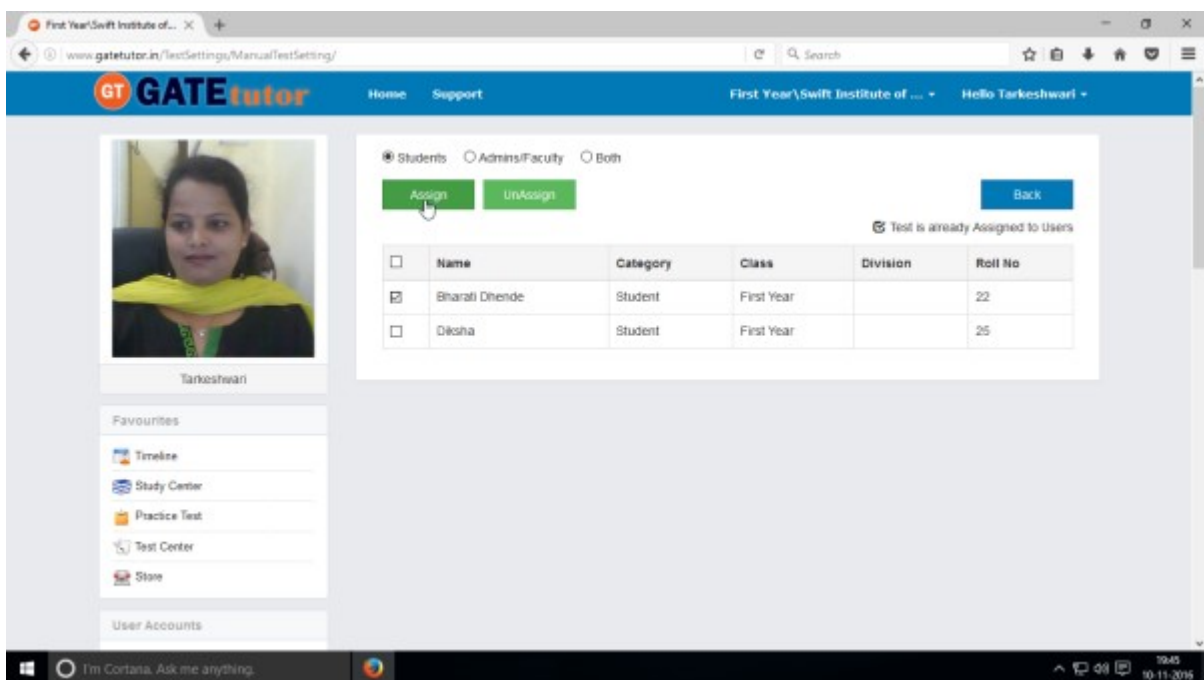 First Year\Swift Institute of...
www.gatetutor.in/TestSettings/ManualTestSetting/
Search
GT GATEtutor
Home Support First Year\Swift Institute of .... Hello Tarkeshwari
Students Admins/Faculty Both
Assign UnAssign Back
Test is already Assigned to Users
Name Category Class Division Roll No
Bharati Dhende Student First Year 22
Diksha Student First Year 25
Tarkeshwari
Favourites
Timeline
Study Center
Practice Test
Test Center
Store
User Accounts
I'm Cortana. Ask me anything.
19:45
10-11-2016